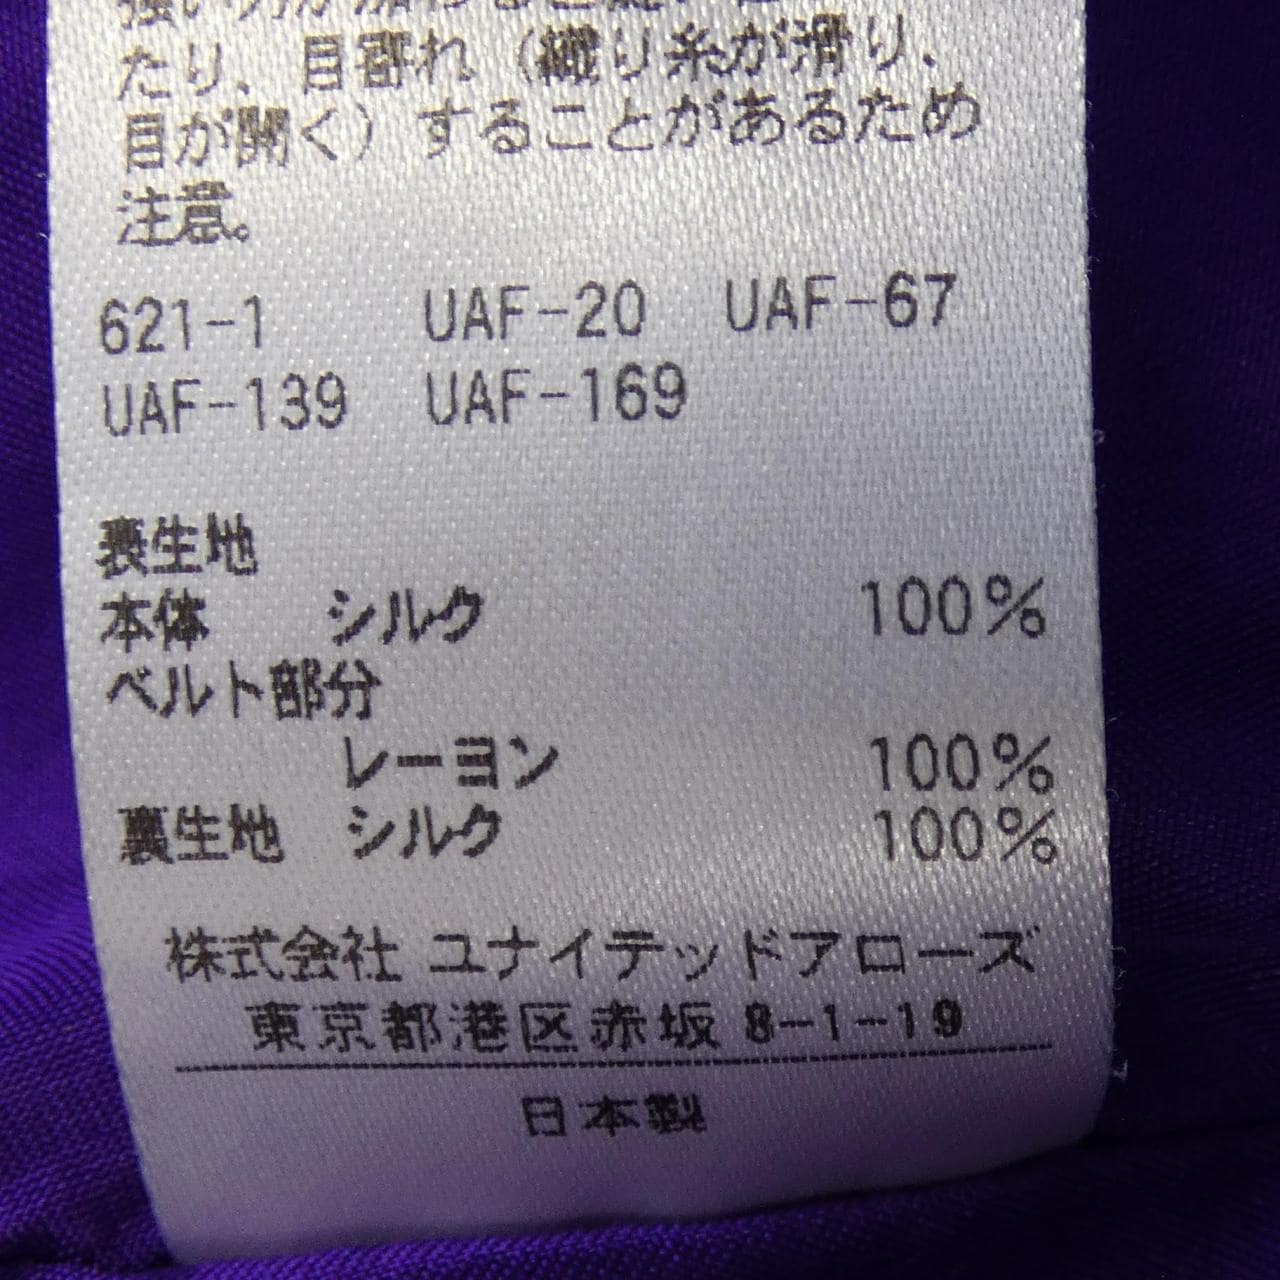 たり、目寄れ（織り糸が滑り、
目が開く）することがあるため
注意。
621-1 UAF-20 UAF-67
UAF-139 UAF-169
表生地
本体 シルク 100%
ベルト部分
レーヨン 100%
裏生地 シルク 100%
株式会社 ユナイテッドアローズ
東京都港区赤坂 8-1-19
日本製